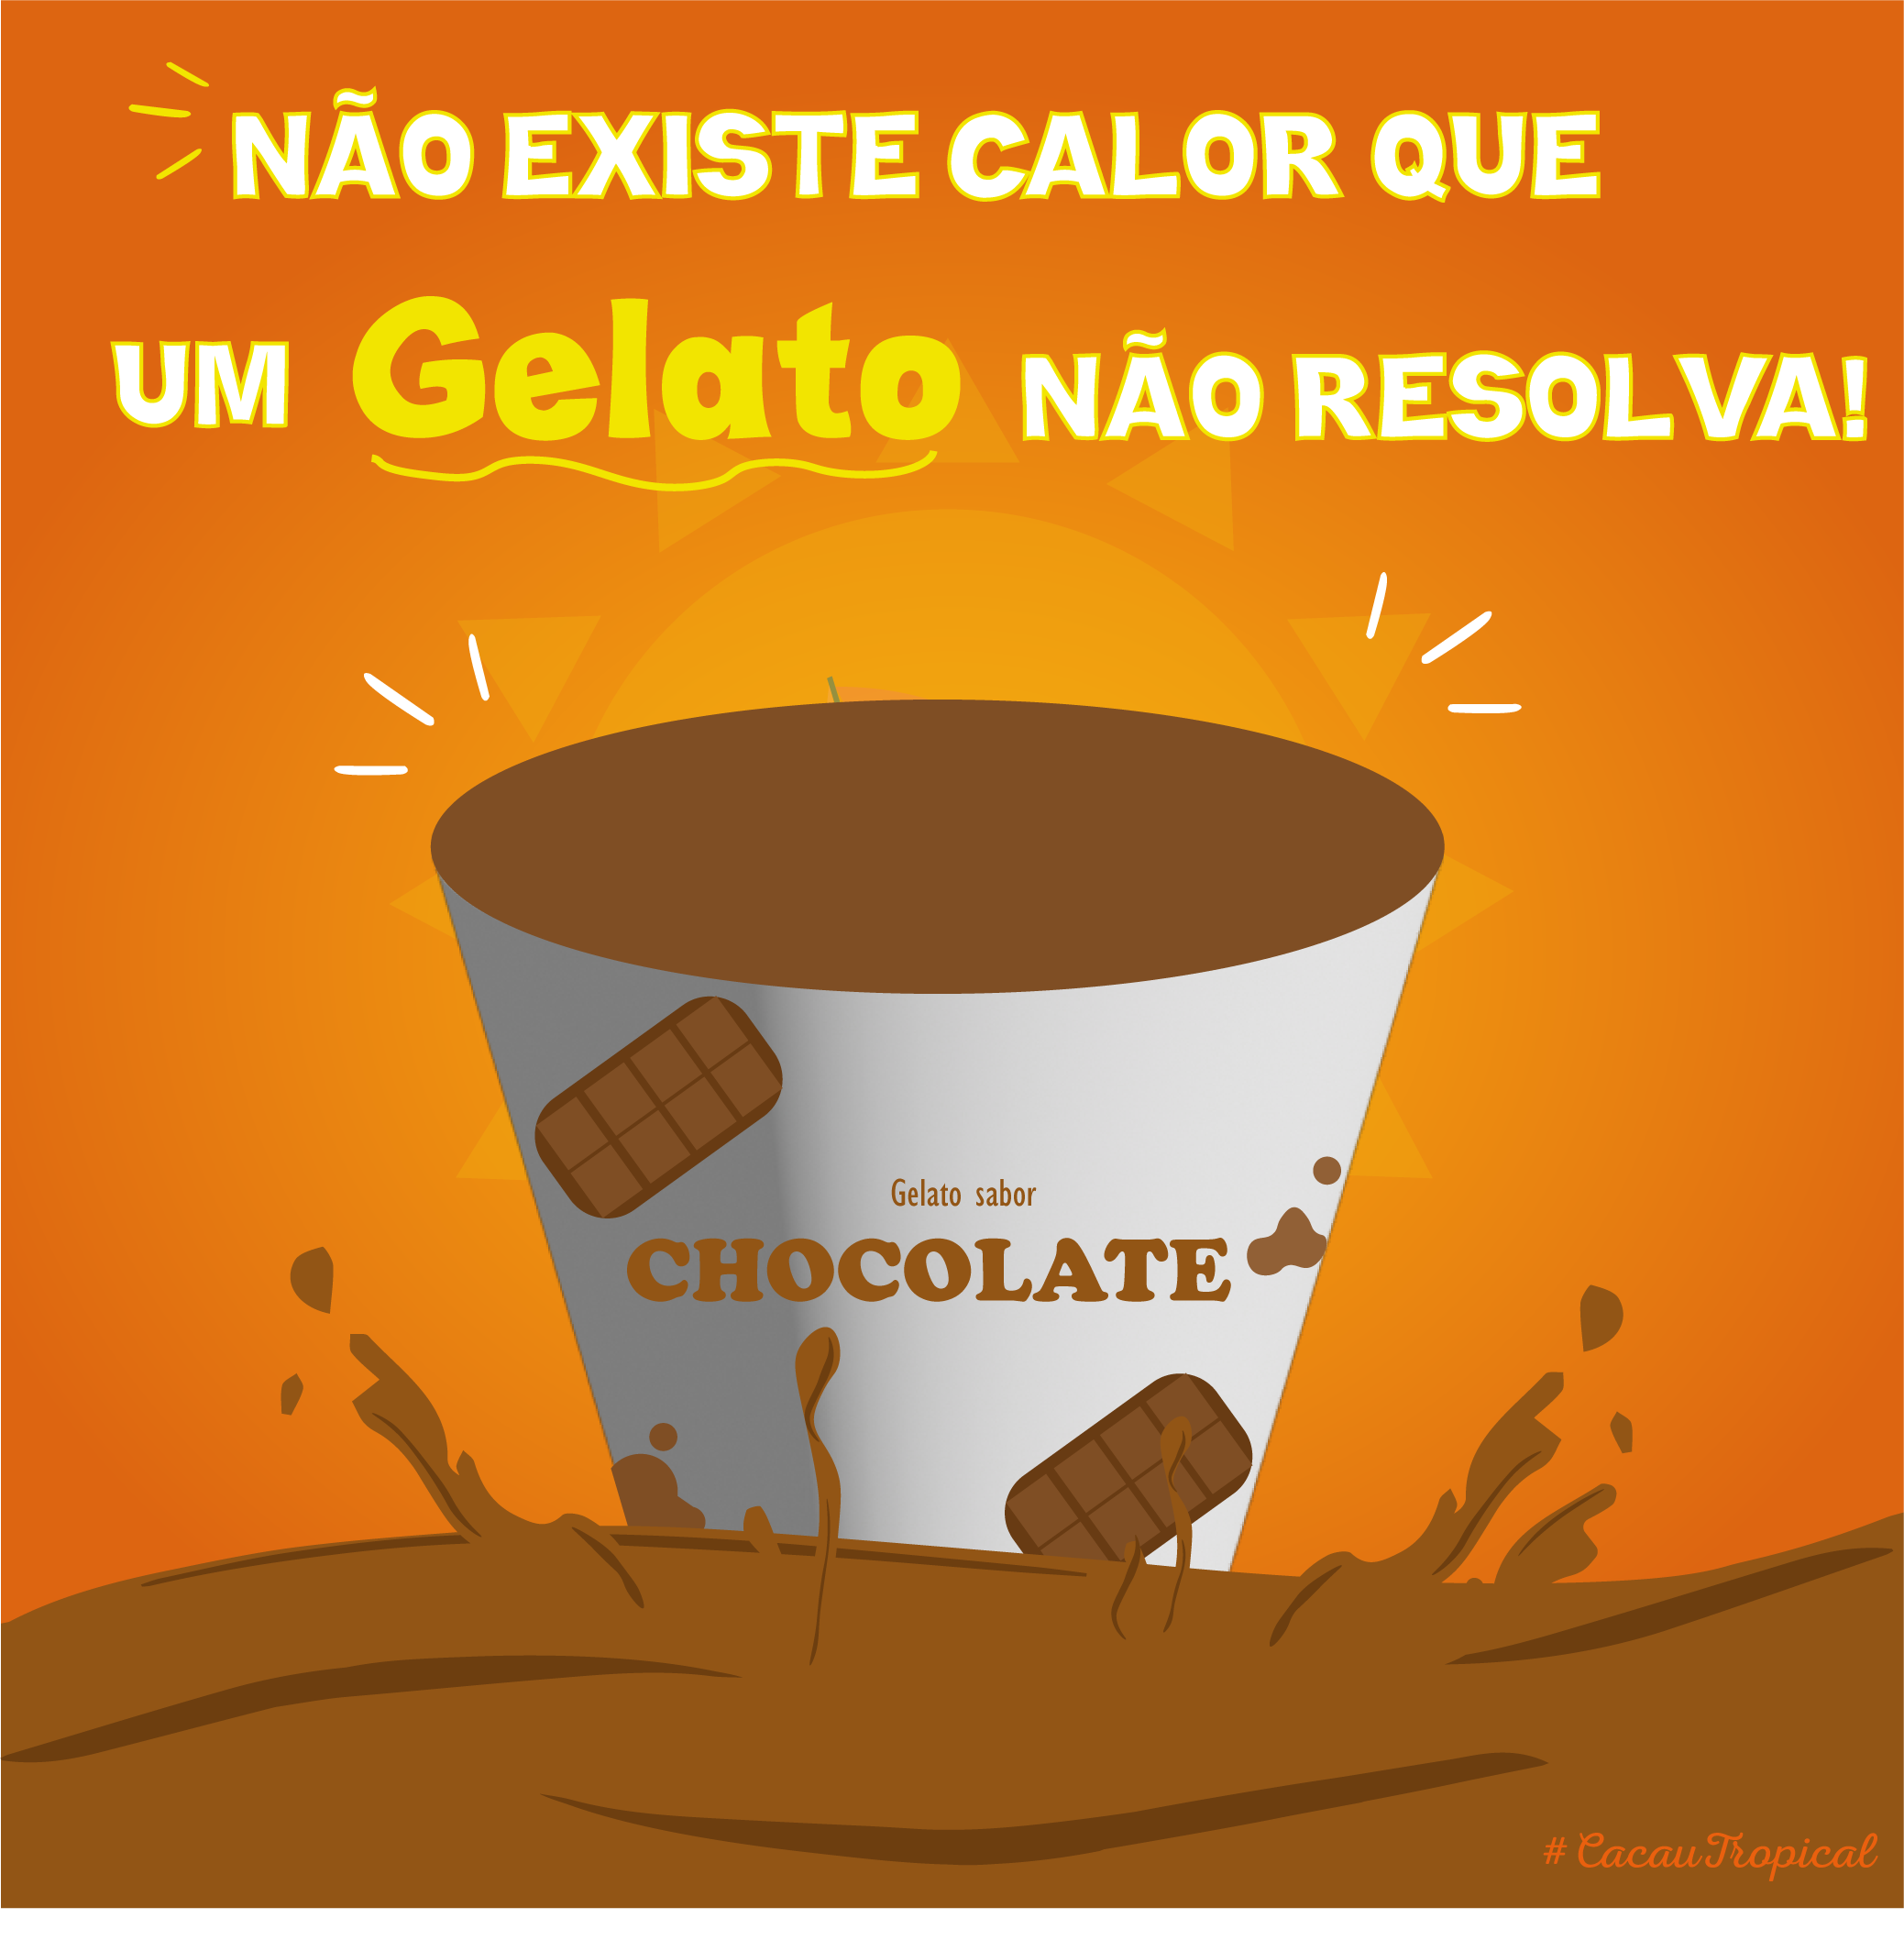 NÃO EXISTE CALOR QUE
UM Gelato NÃO RESOLVA!
Gelato sabor
CHOCOLATE
#CacauTropical